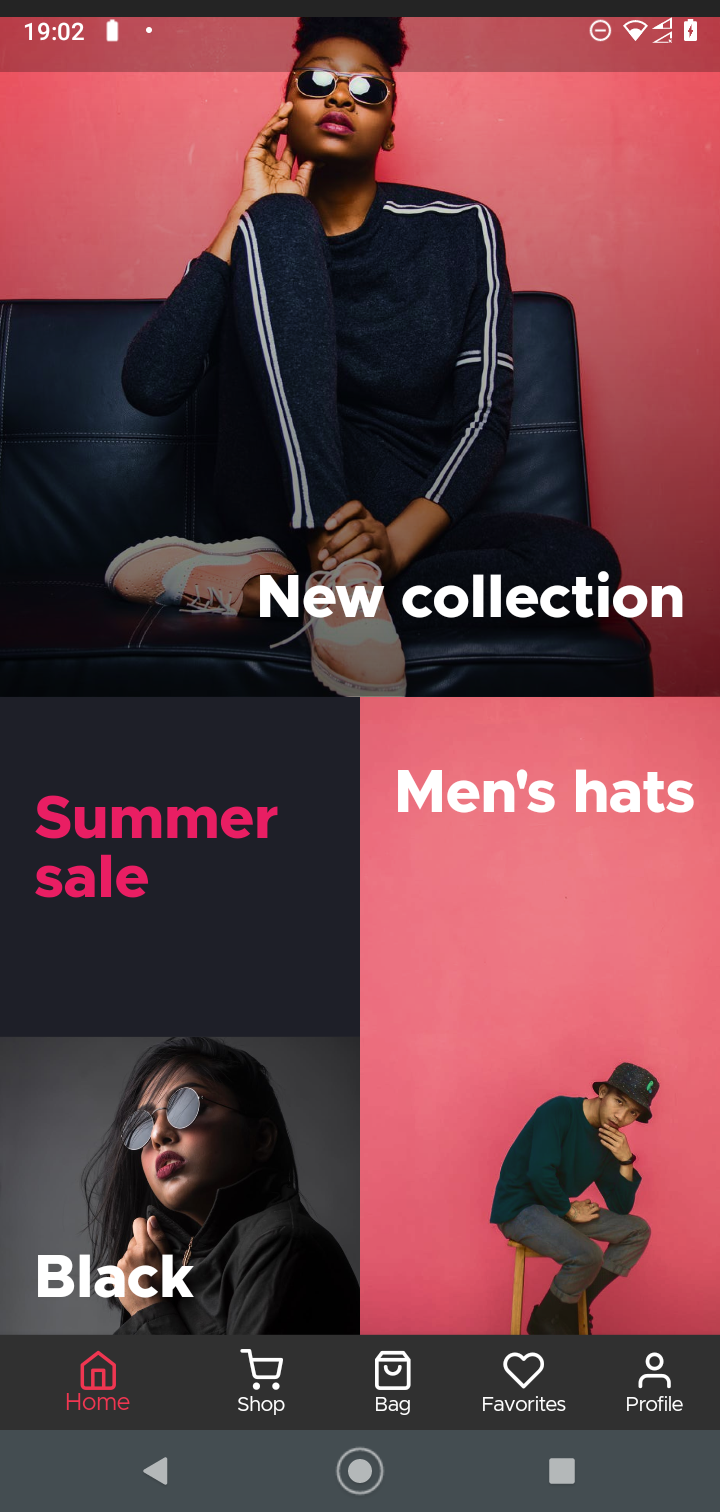 19:02
New collection
Summer
sale
Men's hats
Black
Home
Shop
Bag
Favorites
Profile